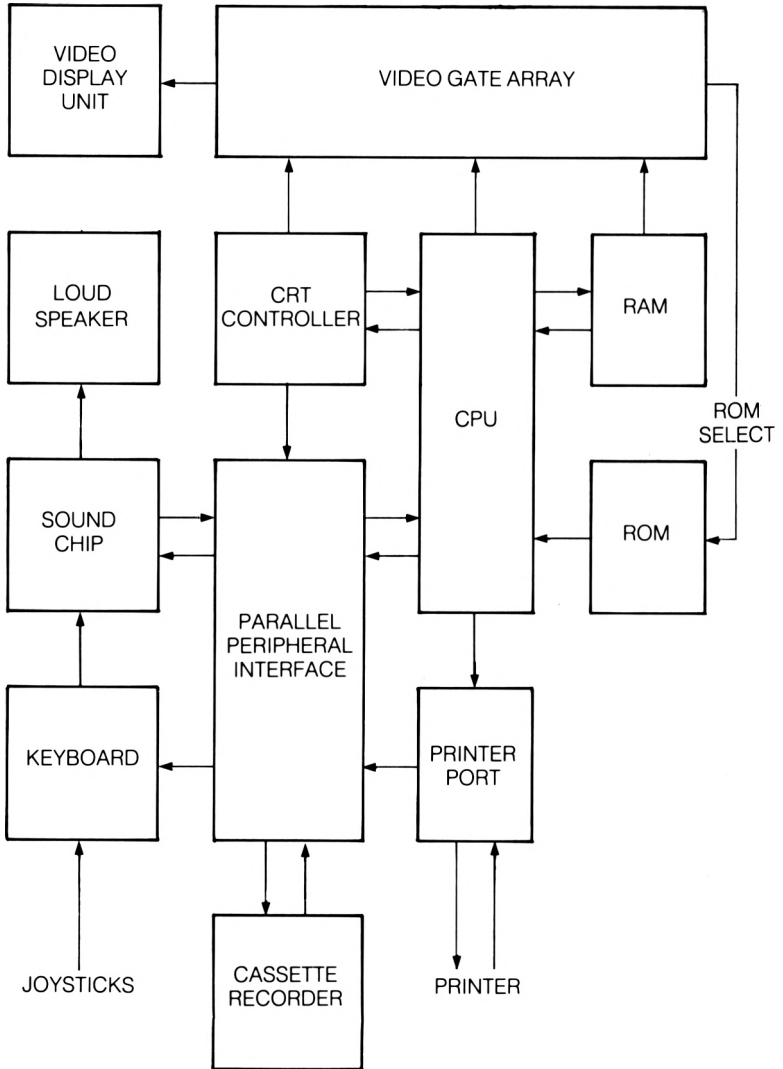 VIDEO
DISPLAY
UNIT
VIDEO GATE ARRAY
LOUD
SPEAKER
CRT
CONTROLLER
CPU
RAM
ROM
SELECT
SOUND
CHIP
PARALLEL
PERIPHERAL
INTERFACE
ROM
KEYBOARD
PRINTER
PORT
JOYSTICKS
CASSETTE
RECORDER
PRINTER